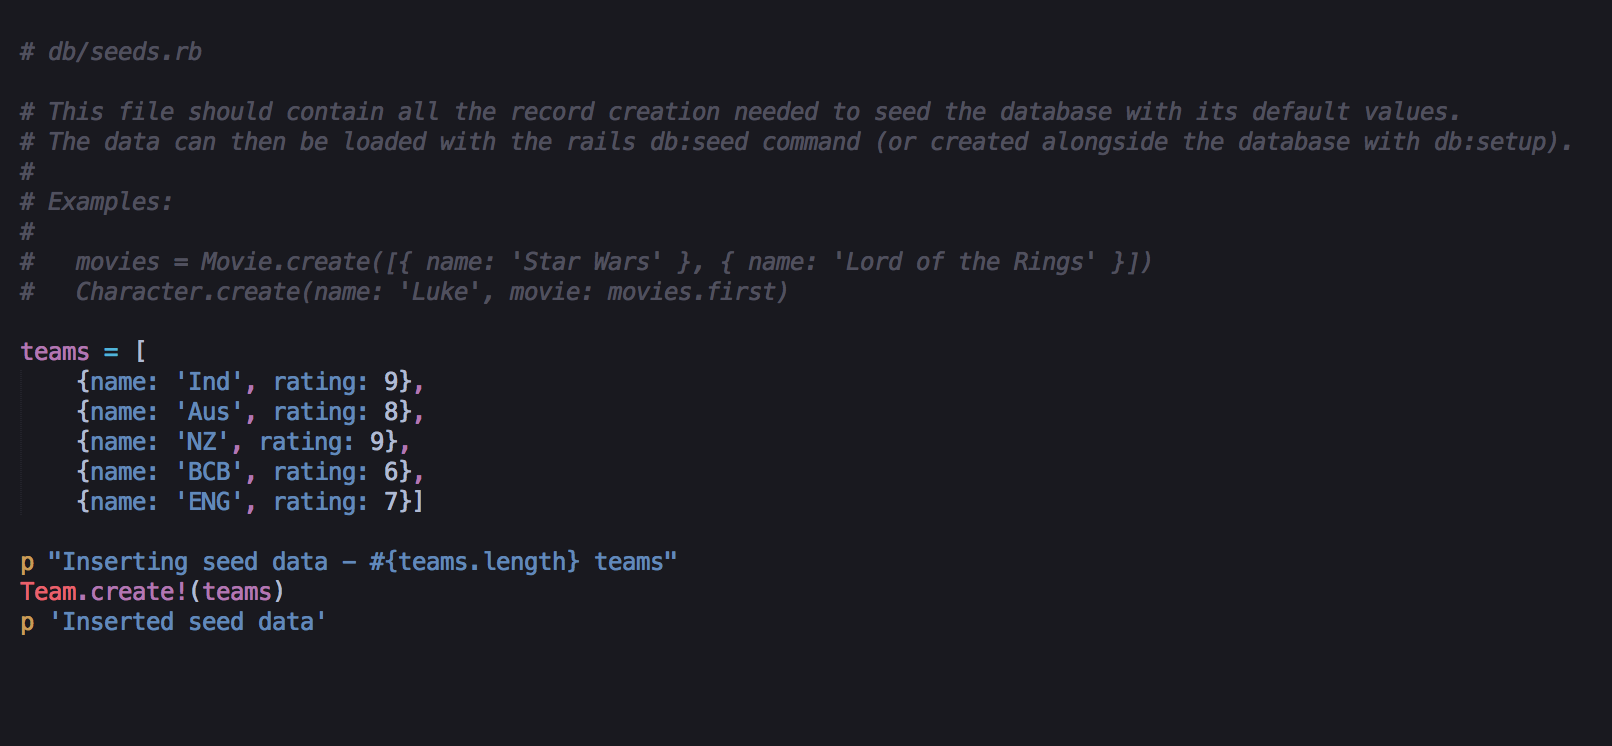 # db/seeds.rb
# This file should contain all the record creation needed to seed the database with its default values.
# The data can then be loaded with the rails db:seed command (or created alongside the database with db:setup).
#
# Examples:
#
#   movies = Movie.create([{ name: 'Star Wars' }, { name: 'Lord of the Rings' }])
#   Character.create(name: 'Luke', movie: movies.first)
teams = [
    {name: 'Ind', rating: 9},
    {name: 'Aus', rating: 8},
    {name: 'NZ', rating: 9},
    {name: 'BCB', rating: 6},
    {name: 'ENG', rating: 7}]
p "Inserting seed data - #{teams.length} teams"
Team.create!(teams)
p 'Inserted seed data'